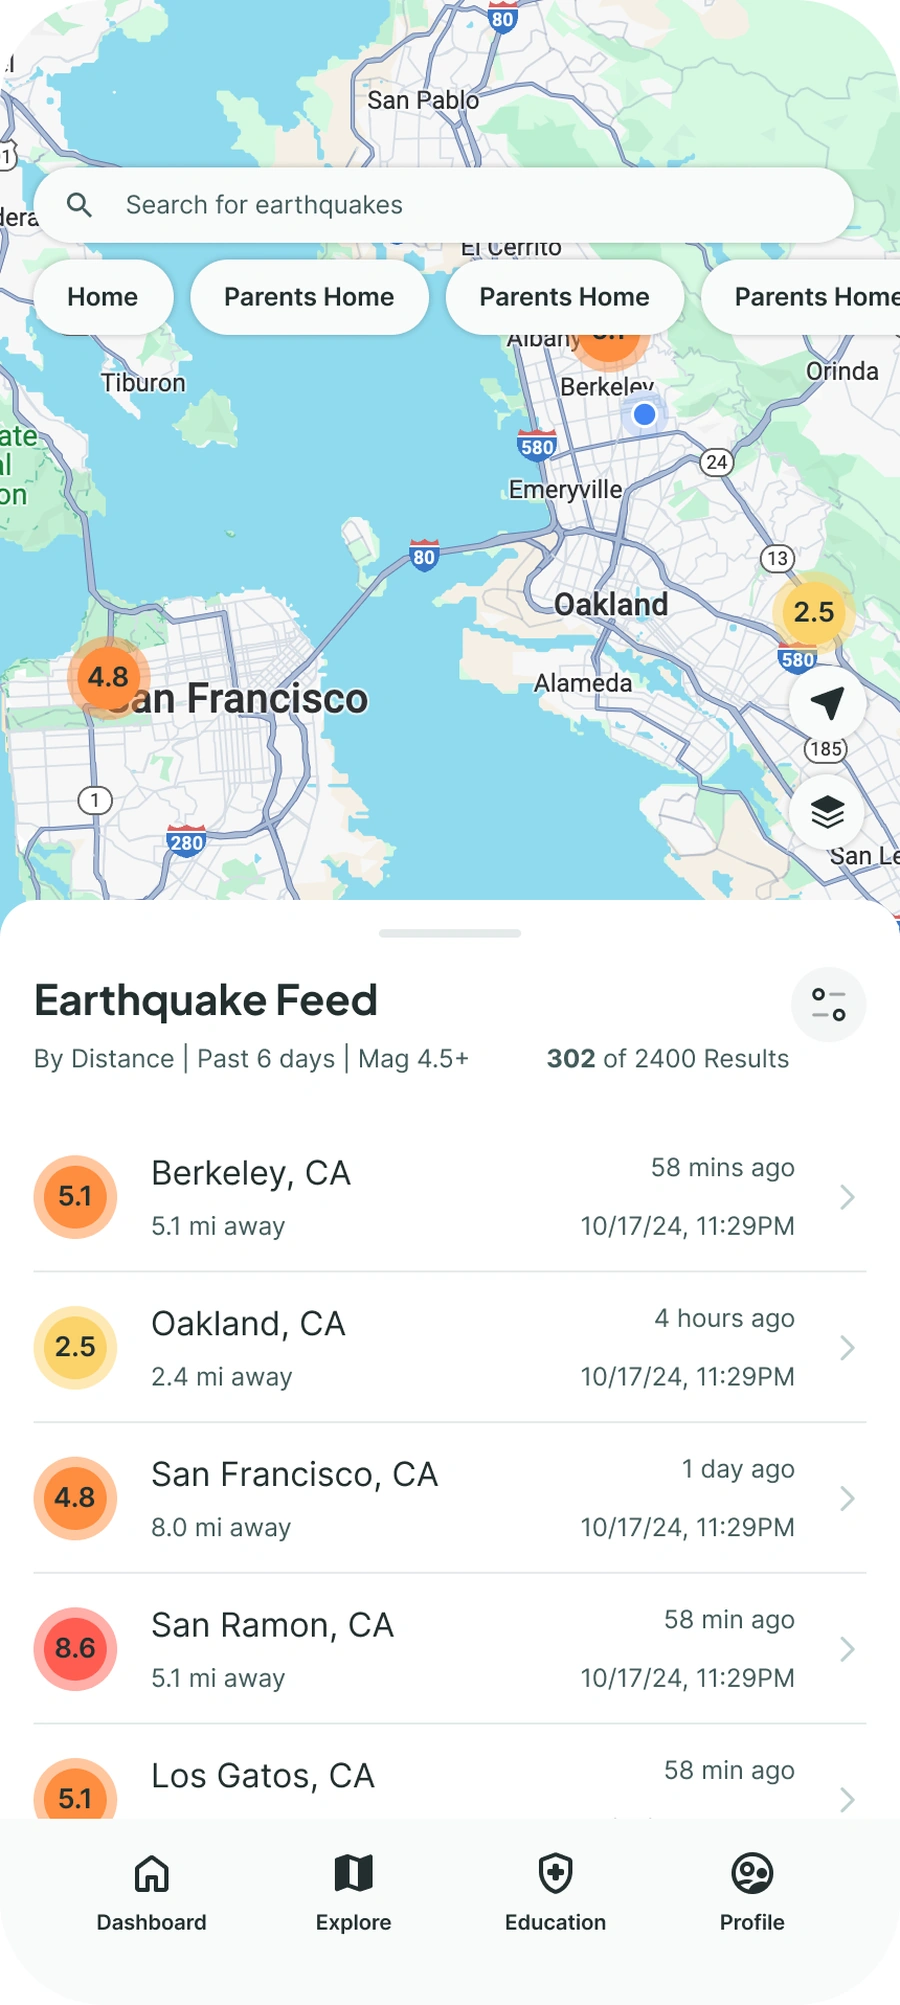 80
San Pablo
Search for earthquakes
El Cerrito
Home
Parents Home
Parents Home
Parents Home
Albany
Berkeley
Orinda
Tiburon
580
24
Emeryville
80
13
Oakland
2.5
580
4.8
San Francisco
Alameda
185
1
280
San Le
Earthquake Feed
By Distance | Past 6 days | Mag 4.5+
302 of 2400 Results
5.1
Berkeley, CA
58 mins ago
5.1 mi away
10/17/24, 11:29PM
2.5
Oakland, CA
4 hours ago
2.4 mi away
10/17/24, 11:29PM
4.8
San Francisco, CA
1 day ago
8.0 mi away
10/17/24, 11:29PM
8.6
San Ramon, CA
58 min ago
5.1 mi away
10/17/24, 11:29PM
5.1
Los Gatos, CA
58 min ago
Dashboard
Explore
Education
Profile